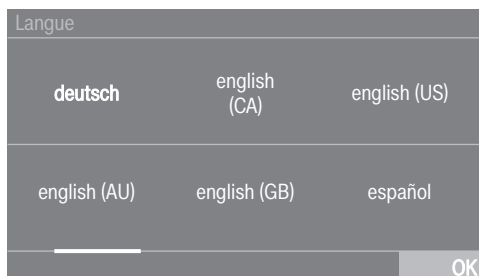 Langue
deutsch
english
(CA)
english (US)
english (AU)
english (GB)
español
OK